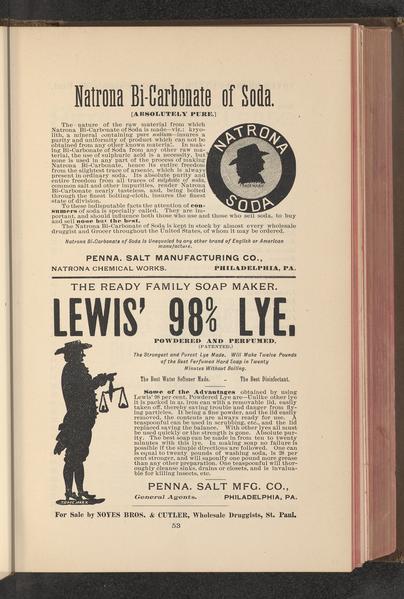 Natrona Bi-Carbonate of Soda.
[ABSOLUTELY PURE.]
The nature of the raw material from which
Natrona Bi-Carbonate of Soda is made—viz.: kryo-
lith, a mineral containing pure sodium—insures a
purity and uniformity of product which can not be
obtained from any other known material. In mak-
ing Bi-Carbonate of Soda from any other raw ma-
terial, the use of sulphuric acid is a necessity, but
none is used in any part of the process of making
Natrona Bi-Carbonate, hence its entire freedom
from the slightest trace of arsenic, which is always
present in ordinary soda. Its absolute purity and
entire freedom from all traces of sulphate of soda,
common salt and other impurities, render Natrona
Bi-Carbonate nearly tasteless, and, being bolted
through the finest bolting-cloth, insures the finest
state of division.
NATRONA
TRADE MARK
SODA
To these indisputable facts the attention of con-
sumers of soda is specially called. They are im-
portant, and should influence both those who use and those who sell soda, to buy
and sell none but the best.
The Natrona Bi-Carbonate of Soda is kept in stock by almost every wholesale
druggist and Grocer throughout the United States, of whom it may be ordered.
Natrona Bi-Carbonate of Soda is Unequaled by any other brand of English or American
manufacture.
PENNA. SALT MANUFACTURING CO.,
NATRONA CHEMICAL WORKS. PHILADELPHIA, PA.
THE READY FAMILY SOAP MAKER.
LEWIS' 98% LYE.
POWDERED AND PERFUMED.
(PATENTED.)
The Strongest and Purest Lye Made. Will Make Twelve Pounds
of the Best Perfumed Hard Soap in Twenty
Minutes Without Boiling.
The Best Water Softener Made. - The Best Disinfectant.
Some of the Advantages obtained by using
Lewis' 98 per cent. Powdered Lye are—Unlike other lye
it is packed in an iron can with a removable lid, easily
taken off, thereby saving trouble and danger from fly-
ing particles. It being a fine powder, and the lid easily
removed, the contents are always ready for use. A
teaspoonful can be used in scrubbing, etc., and the lid
replaced saving the balance. With other lyes all must
be used quickly or the strength is gone. Absolute pur-
ity. The best soap can be made in from ten to twenty
minutes with this lye. In making soap no failure is
possible if the simple directions are followed. One can
is equal to twenty pounds of washing soda, is 28 per
cent stronger, and will saponify one pound more grease
than any other preparation. One teaspoonful will thor-
oughly cleanse sinks, drains or closets, and is invalua-
ble for killing insects, etc.
TRADE MARK
PENNA. SALT MFG. CO.,
General Agents. PHILADELPHIA, PA.
For Sale by NOYES BROS. & CUTLER, Wholesale Druggists, St. Paul.
53